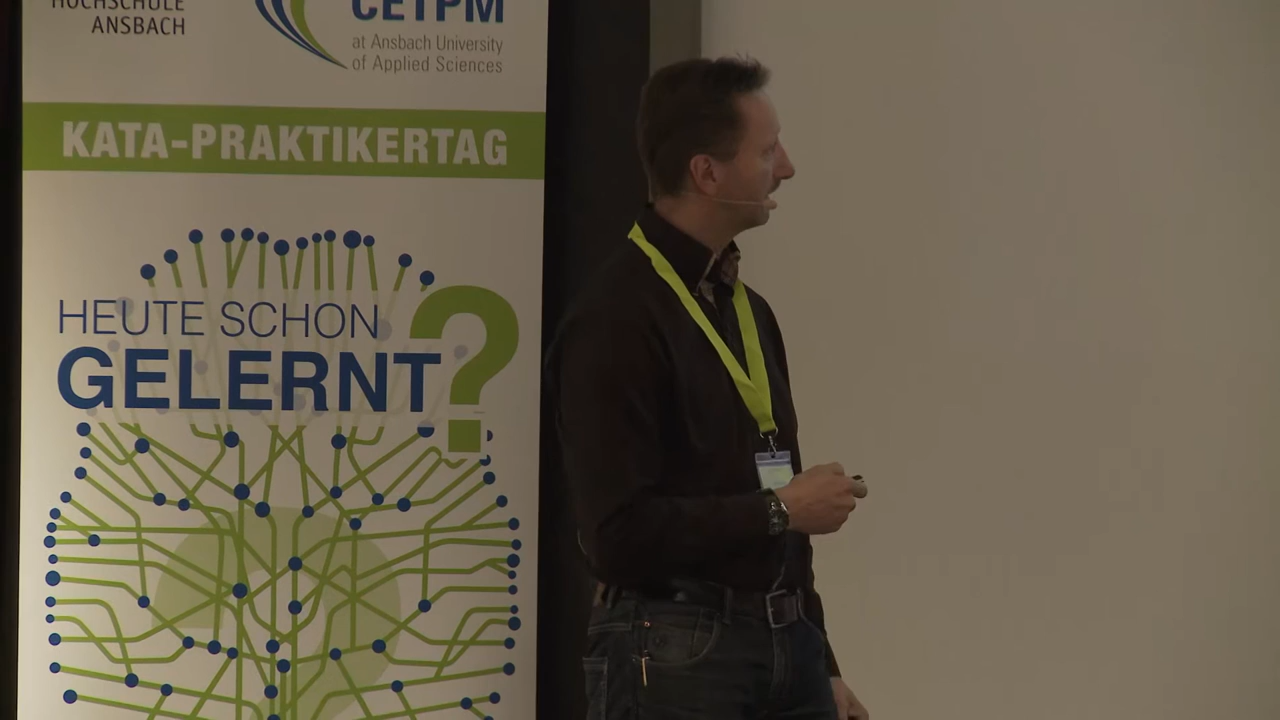 HOCHSCHULE
ANSBACH
CETPM
at Ansbach University
of Applied Sciences
KATA-PRAKTIKERTAG
HEUTE SCHON
GELERNT?